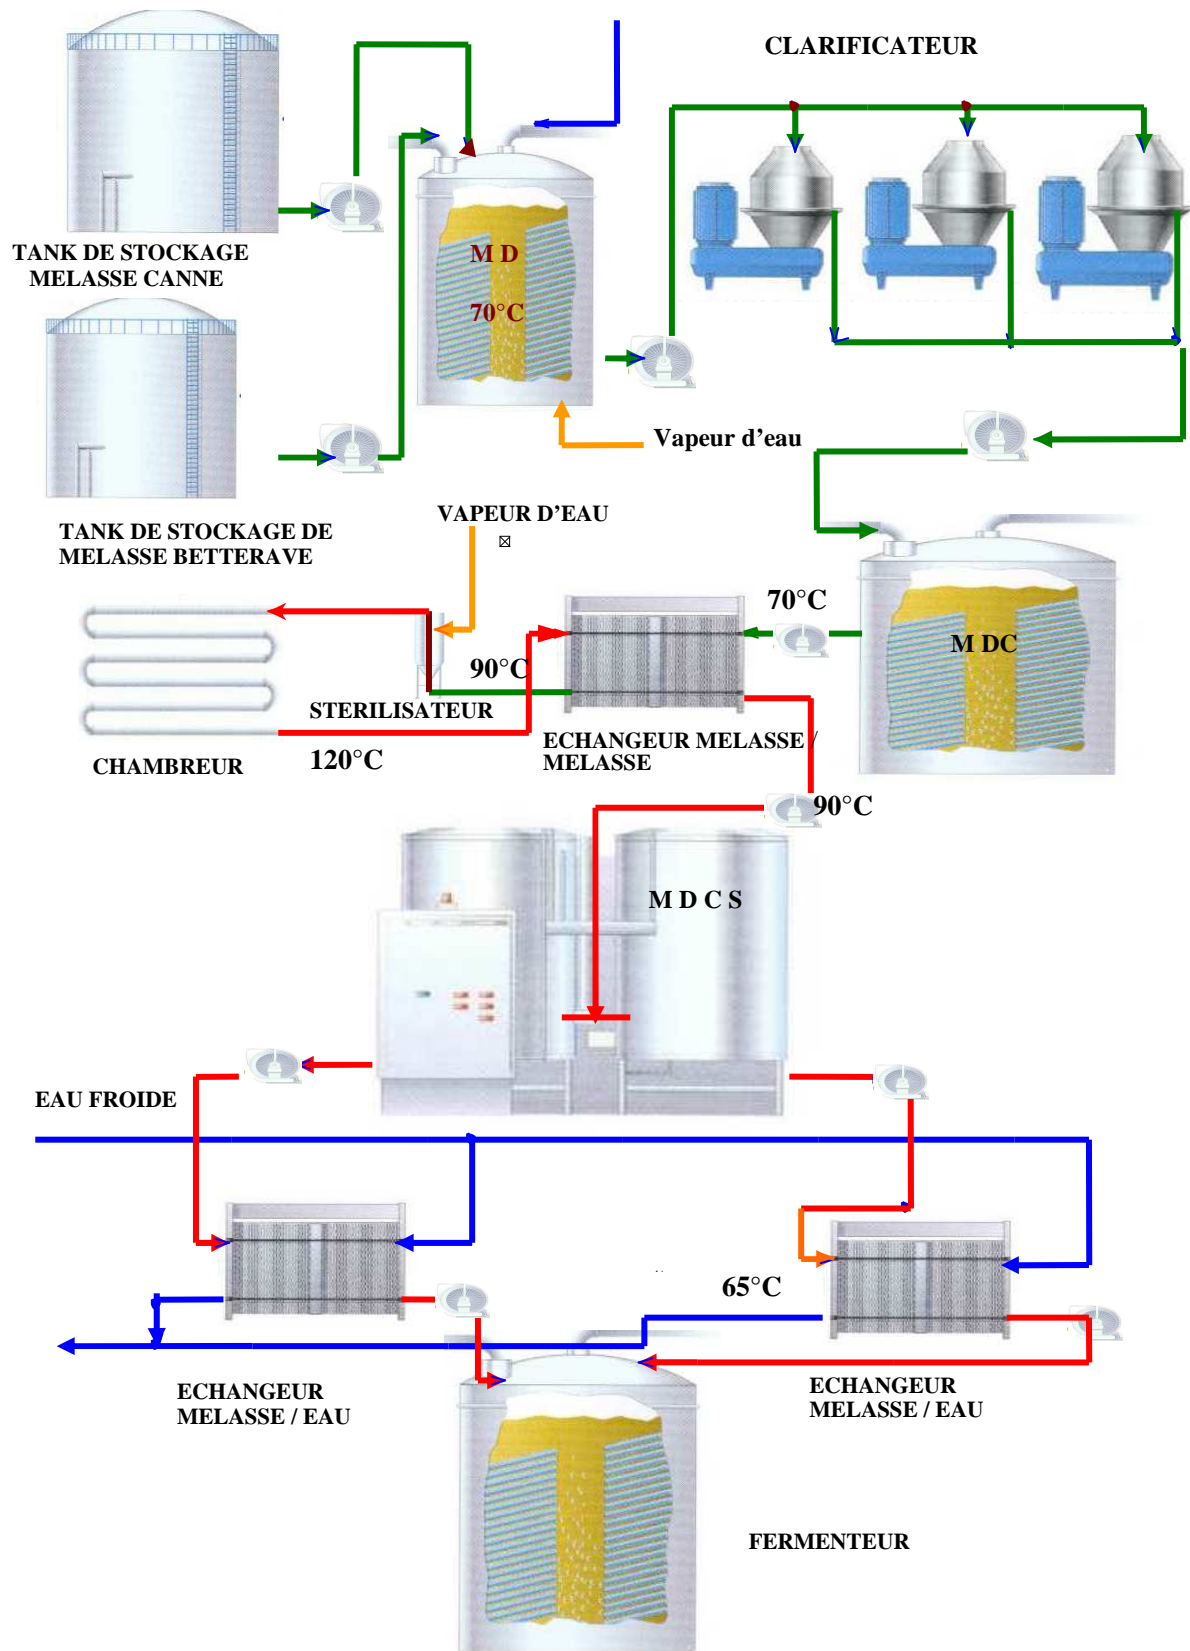 CLARIFICATEUR
TANK DE STOCKAGE
MELASSE CANNE
M D
70°C
Vapeur d’eau
TANK DE STOCKAGE DE
MELASSE BETTERAVE
VAPEUR D’EAU
70°C
M DC
90°C
STERILISATEUR
120°C
CHAMBREUR
ECHANGEUR MELASSE /
MELASSE
90°C
M D C S
EAU FROIDE
65°C
ECHANGEUR
MELASSE / EAU
ECHANGEUR
MELASSE / EAU
FERMENTEUR